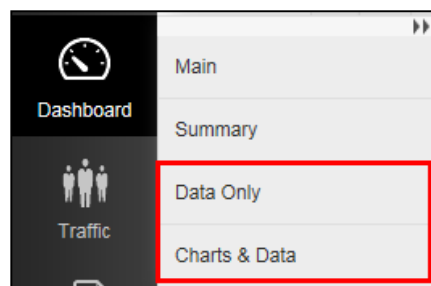 Dashboard
Traffic
Main
Summary
Data Only
Charts & Data